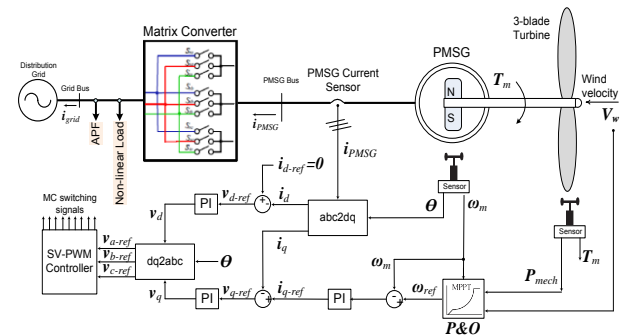 Matrix Converter
3-blade
Turbine
PMSG
Distribution
Grid
Grid Bus
PMSG Bus
PMSG Current
Sensor
T_m
Wind
velocity
V_w
N
S
i_grid
APF
Non-linear Load
i_PMSG
i_PMSG
i_d-ref=0
Sensor
Sensor
MC switching
signals
PI
v_d-ref
+
-
i_d
abc2dq
Θ
ω_m
v_d
i_q
T_m
SV-PWM
Controller
v_a-ref
v_b-ref
v_c-ref
dq2abc
Θ
ω_m
P_mech
v_q
PI
v_q-ref
-
+
i_q-ref
PI
-
+
ω_ref
MPPT
P&O